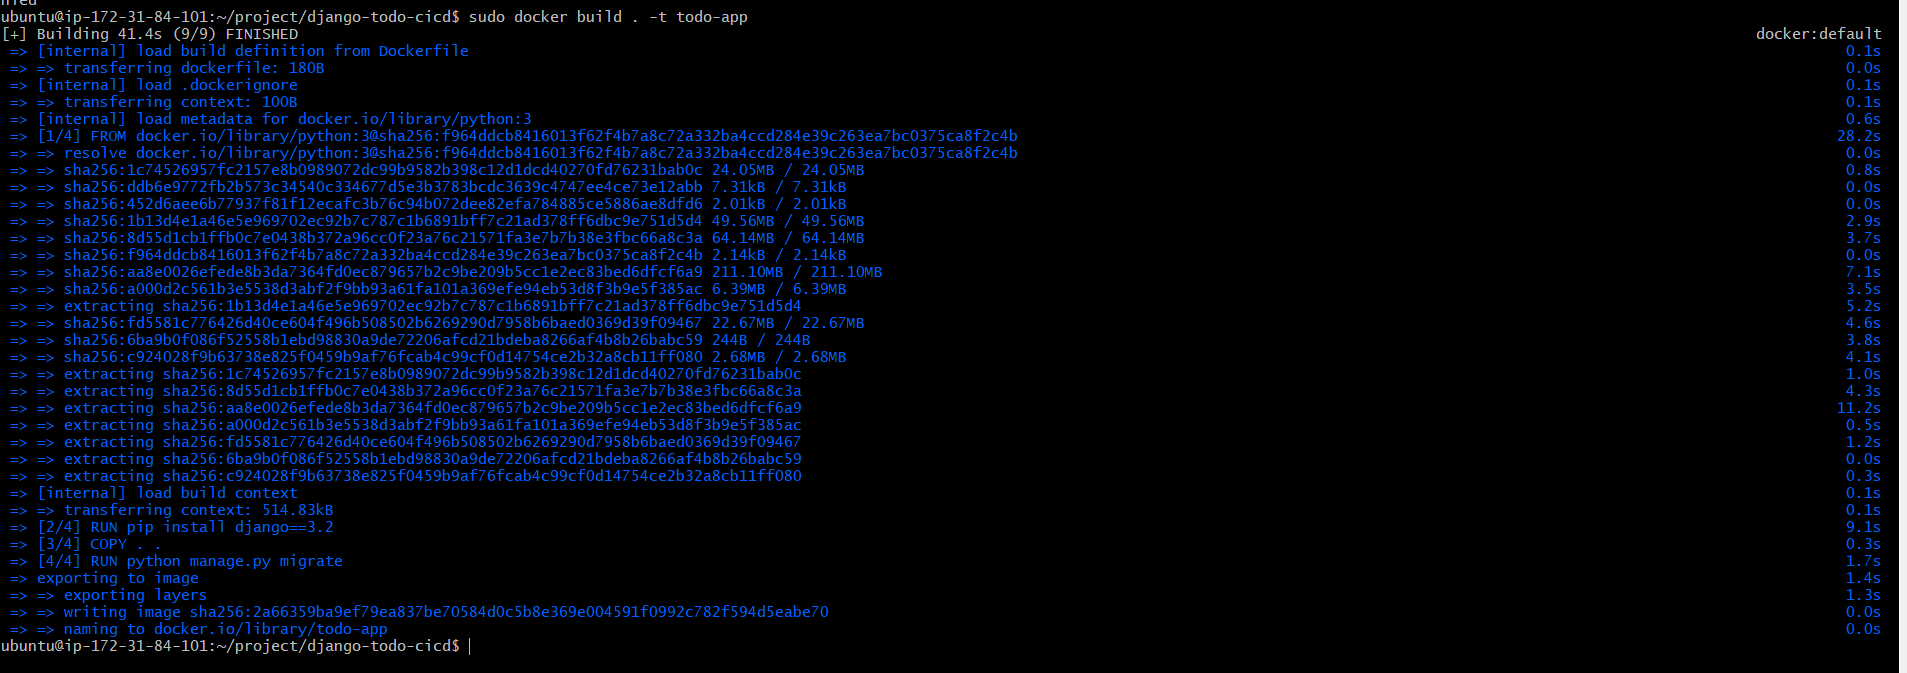 ubuntu@ip-172-31-84-101:~/project/django-todo-cicd$ sudo docker build . -t todo-app
[+] Building 41.4s (9/9) FINISHED docker:default
=> [internal] load build definition from Dockerfile 0.1s
=> => transferring dockerfile: 180B 0.0s
=> [internal] load .dockerignore 0.1s
=> => transferring context: 100B 0.1s
=> [internal] load metadata for docker.io/library/python:3 0.6s
=> [1/4] FROM docker.io/library/python:3@sha256:f964ddcb8416013f62f4b7a8c72a332ba4ccd284e39c263ea7bc0375ca8f2c4b 28.2s
=> => resolve docker.io/library/python:3@sha256:f964ddcb8416013f62f4b7a8c72a332ba4ccd284e39c263ea7bc0375ca8f2c4b 0.0s
=> => sha256:1c74526957fc2157e8b0989072dc99b9582b398c12d1dcd40270fd76231bab0c 24.05MB / 24.05MB 0.8s
=> => sha256:ddb6e9772fb2b573c34540c334677d5e3b3783bcdc3639c4747ee4ce73e12abb 7.31kB / 7.31kB 0.0s
=> => sha256:452d6aee6b77937f81f12ecafc3b76c94b072dee82efa784885ce5886ae8dfd6 2.01kB / 2.01kB 0.0s
=> => sha256:1b13d4e1a46e5e969702ec92b7c787c1b6891bff7c21ad378ff6dbc9e751d5d4 49.56MB / 49.56MB 2.9s
=> => sha256:8d55d1cb1ffb0c7e0438b372a96cc0f23a76c21571fa3e7b7b38e3fbc66a8c3a 64.14MB / 64.14MB 3.7s
=> => sha256:f964ddcb8416013f62f4b7a8c72a332ba4ccd284e39c263ea7bc0375ca8f2c4b 2.14kB / 2.14kB 0.0s
=> => sha256:aa8e0026efede8b3da7364fd0ec879657b2c9be209b5cc1e2ec83bed6dfcf6a9 211.10MB / 211.10MB 7.1s
=> => sha256:a000d2c561b3e5538d3abf2f9bb93a61fa101a369efe94eb53d8f3b9e5f385ac 6.39MB / 6.39MB 3.5s
=> => extracting sha256:1b13d4e1a46e5e969702ec92b7c787c1b6891bff7c21ad378ff6dbc9e751d5d4 5.2s
=> => sha256:fd5581c776426d40ce604f496b508502b6269290d7958b6baed0369d39f09467 22.67MB / 22.67MB 4.6s
=> => sha256:6ba9b0f086f52558b1ebd98830a9de72206afcd21bdeba8266af4b8b26babc59 244B / 244B 3.8s
=> => sha256:c924028f9b63738e825f0459b9af76fcab4c99cf0d14754ce2b32a8cb11ff080 2.68MB / 2.68MB 4.1s
=> => extracting sha256:1c74526957fc2157e8b0989072dc99b9582b398c12d1dcd40270fd76231bab0c 1.0s
=> => extracting sha256:8d55d1cb1ffb0c7e0438b372a96cc0f23a76c21571fa3e7b7b38e3fbc66a8c3a 4.3s
=> => extracting sha256:aa8e0026efede8b3da7364fd0ec879657b2c9be209b5cc1e2ec83bed6dfcf6a9 11.2s
=> => extracting sha256:a000d2c561b3e5538d3abf2f9bb93a61fa101a369efe94eb53d8f3b9e5f385ac 0.5s
=> => extracting sha256:fd5581c776426d40ce604f496b508502b6269290d7958b6baed0369d39f09467 1.2s
=> => extracting sha256:6ba9b0f086f52558b1ebd98830a9de72206afcd21bdeba8266af4b8b26babc59 0.0s
=> => extracting sha256:c924028f9b63738e825f0459b9af76fcab4c99cf0d14754ce2b32a8cb11ff080 0.3s
=> [internal] load build context 0.1s
=> => transferring context: 514.83kB 0.1s
=> [2/4] RUN pip install django==3.2 9.1s
=> [3/4] COPY . . 0.3s
=> [4/4] RUN python manage.py migrate 1.7s
=> exporting to image 1.4s
=> => exporting layers 1.3s
=> => writing image sha256:2a66359ba9ef79ea837be70584d0c5b8e369e004591f0992c782f594d5eabe70 0.0s
=> => naming to docker.io/library/todo-app 0.0s
ubuntu@ip-172-31-84-101:~/project/django-todo-cicd$